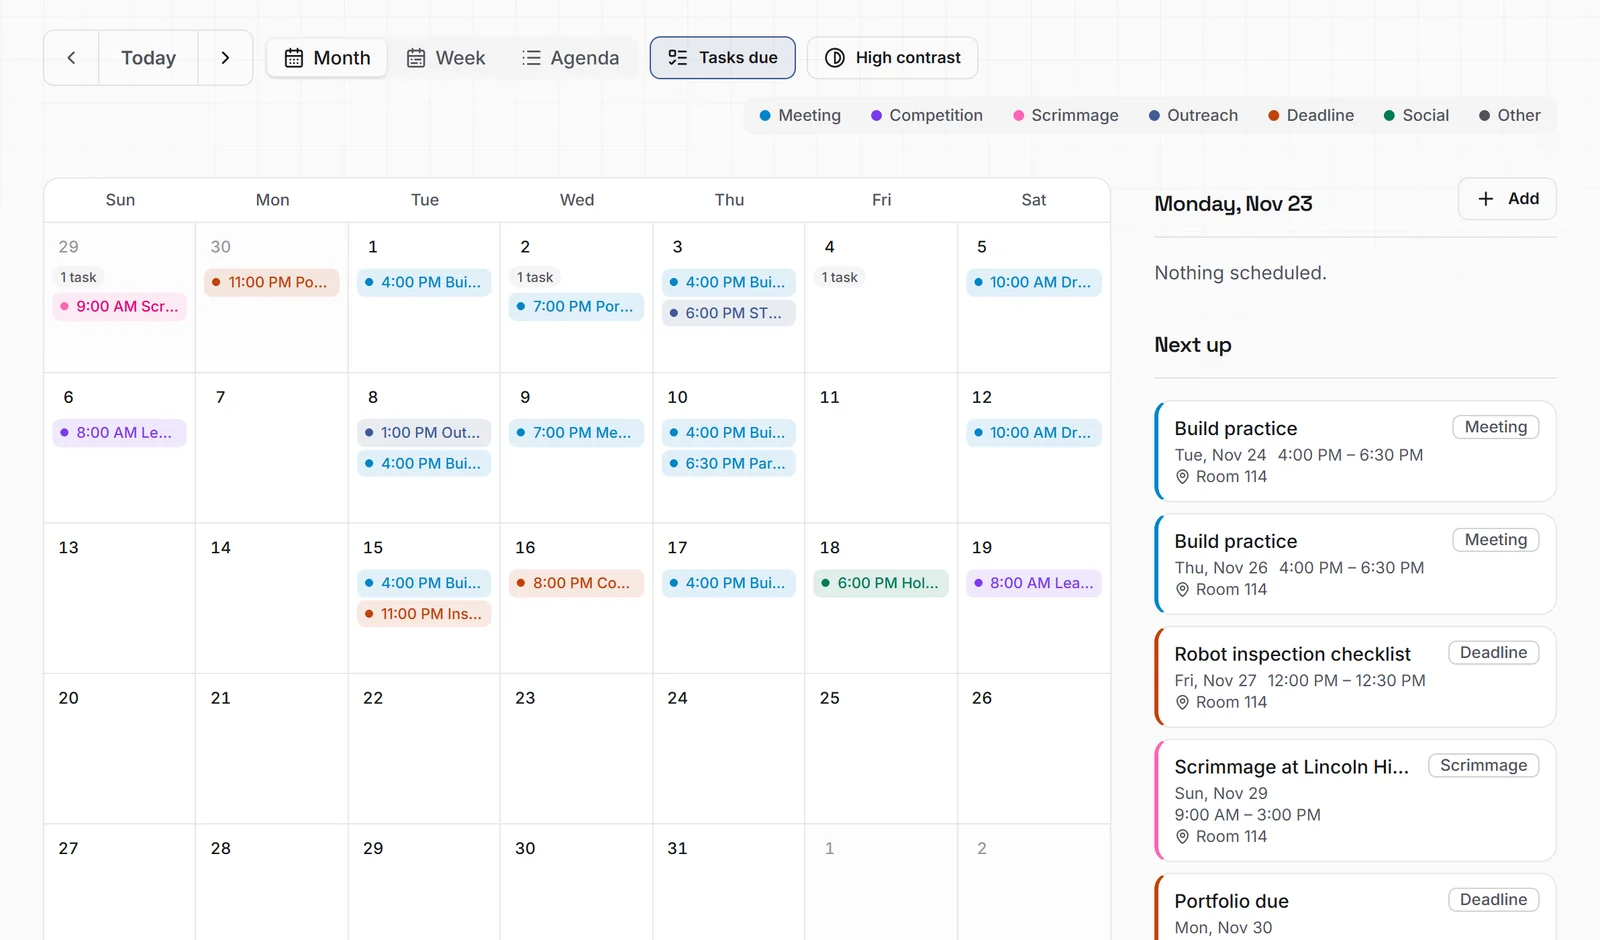 Today
Month
Week
Agenda
Tasks due
High contrast
Meeting
Competition
Scrimmage
Outreach
Deadline
Social
Other
Sun Mon Tue Wed Thu Fri Sat
29
1 task
9:00 AM Scr...
30
11:00 PM Po...
1
4:00 PM Bui...
2
1 task
7:00 PM Por...
3
4:00 PM Bui...
6:00 PM ST...
4
1 task
5
10:00 AM Dr...
6
8:00 AM Le...
7
8
1:00 PM Out...
4:00 PM Bui...
9
7:00 PM Me...
10
4:00 PM Bui...
6:30 PM Par...
11
12
10:00 AM Dr...
13
14
15
4:00 PM Bui...
11:00 PM Ins...
16
8:00 PM Co...
17
4:00 PM Bui...
18
6:00 PM Hol...
19
8:00 AM Lea...
20
21
22
23
24
25
26
27
28
29
30
31
1
2
Monday, Nov 23
Add
Nothing scheduled.
Next up
Build practice
Meeting
Tue, Nov 24 4:00 PM – 6:30 PM
Room 114
Build practice
Meeting
Thu, Nov 26 4:00 PM – 6:30 PM
Room 114
Robot inspection checklist
Deadline
Fri, Nov 27 12:00 PM – 12:30 PM
Room 114
Scrimmage at Lincoln Hi...
Scrimmage
Sun, Nov 29
9:00 AM – 3:00 PM
Room 114
Portfolio due
Deadline
Mon, Nov 30